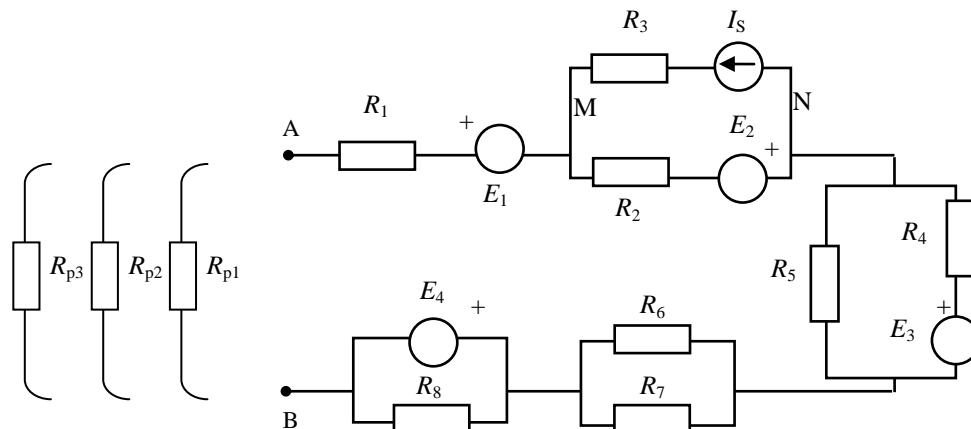 R3
IS
M
N
A
R1
+
E1
E2
+
R2
Rp3
Rp2
Rp1
R5
R4
+
E3
E4
+
R6
R8
R7
B